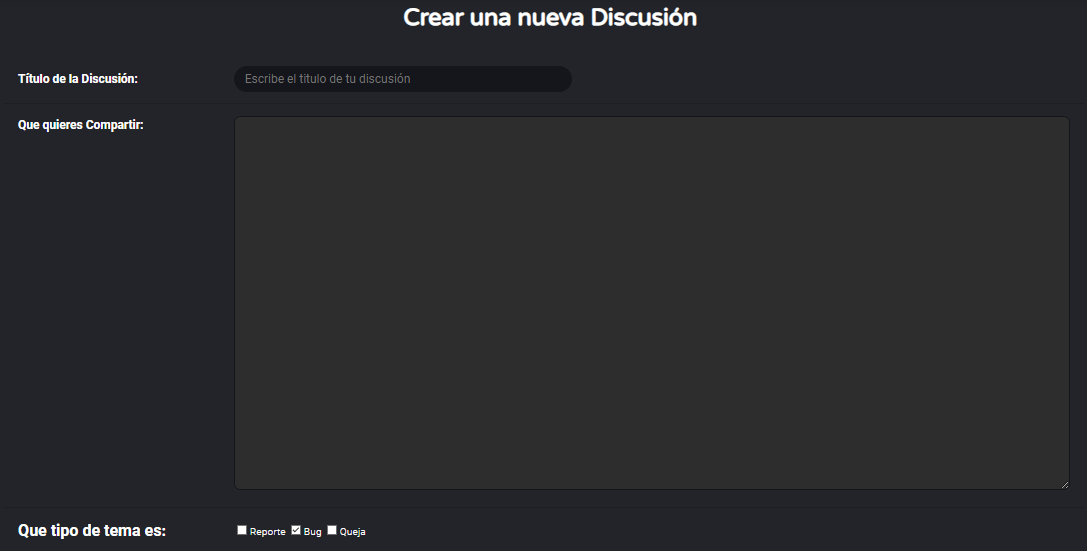 Crear una nueva Discusión
Título de la Discusión:
Escribe el título de tu discusión
Que quieres Compartir:
Que tipo de tema es:
Reporte Bug Queja